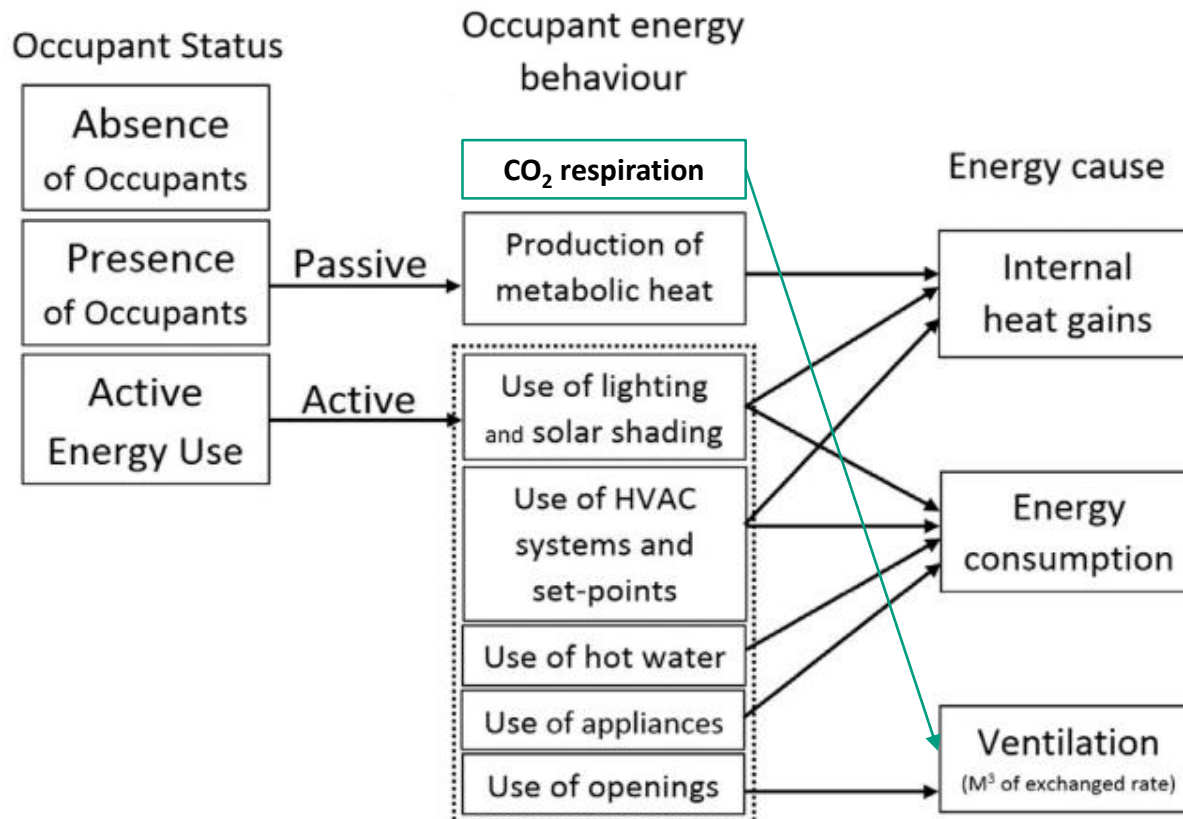 Occupant Status
Absence
of Occupants
Presence
of Occupants
Active
Energy Use
Passive
Active
Occupant energy
behaviour
CO₂ respiration
Production of
metabolic heat
Use of lighting
and solar shading
Use of HVAC
systems and
set-points
Use of hot water
Use of appliances
Use of openings
Energy cause
Internal
heat gains
Energy
consumption
Ventilation
(M³ of exchanged rate)